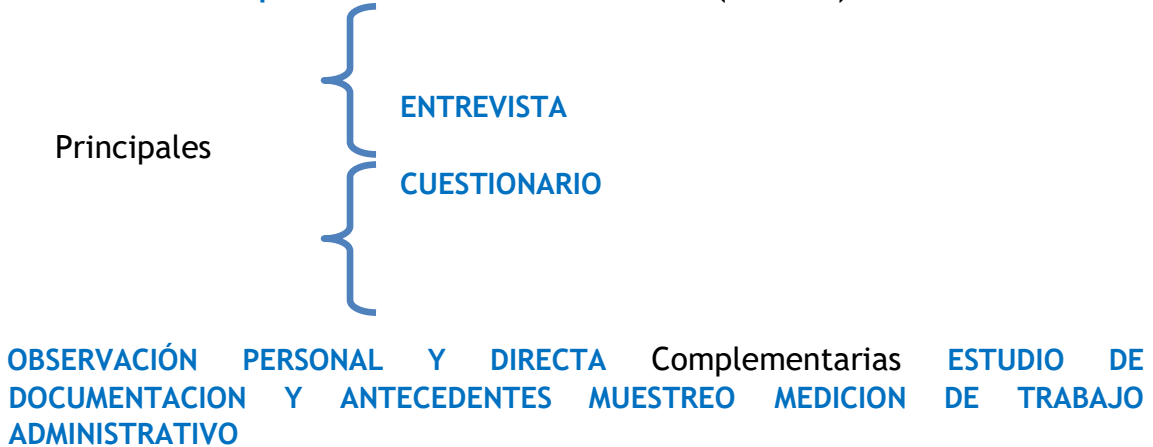 ENTREVISTA
Principales
CUESTIONARIO
OBSERVACIÓN PERSONAL Y DIRECTA Complementarias ESTUDIO DE
DOCUMENTACION Y ANTECEDENTES MUESTREO MEDICION DE TRABAJO
ADMINISTRATIVO